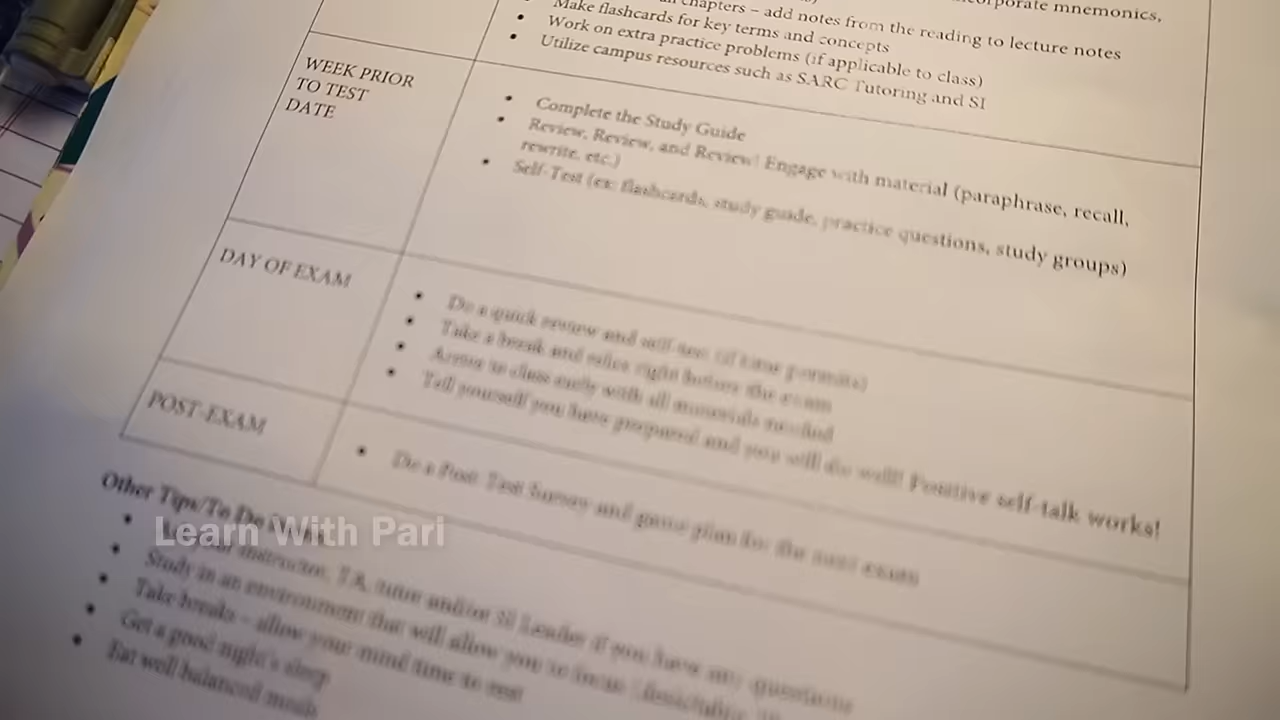 orporate mnemonics,
chapters – add notes from the reading to lecture notes
Make flashcards for key terms and concepts
• Work on extra practice problems (if applicable to class)
• Utilize campus resources such as SARC Tutoring and SI
WEEK PRIOR
TO TEST
DATE
• Complete the Study Guide
• Review, Review, and Review! Engage with material (paraphrase, recall,
rewrite, etc.)
• Self-Test (ex: flashcards, study guide, practice questions, study groups)
DAY OF EXAM
• Do a quick review and self-test (if time permits)
• Take a break and relax right before the exam
• Arrive to class early with all materials needed
• Tell yourself you have prepared and you will do well! Positive self-talk works!
POST-EXAM
• Do a Post-Test Survey and game plan for the next exam
Other Tips/To Do
Learn With Pari
• instructor, TA, tutor and/or SI Leader if you have any questions
• Study in an environment that will allow you to focus
• Take breaks – allow your mind time to rest
• Get a good night's sleep
• Eat well balanced meals